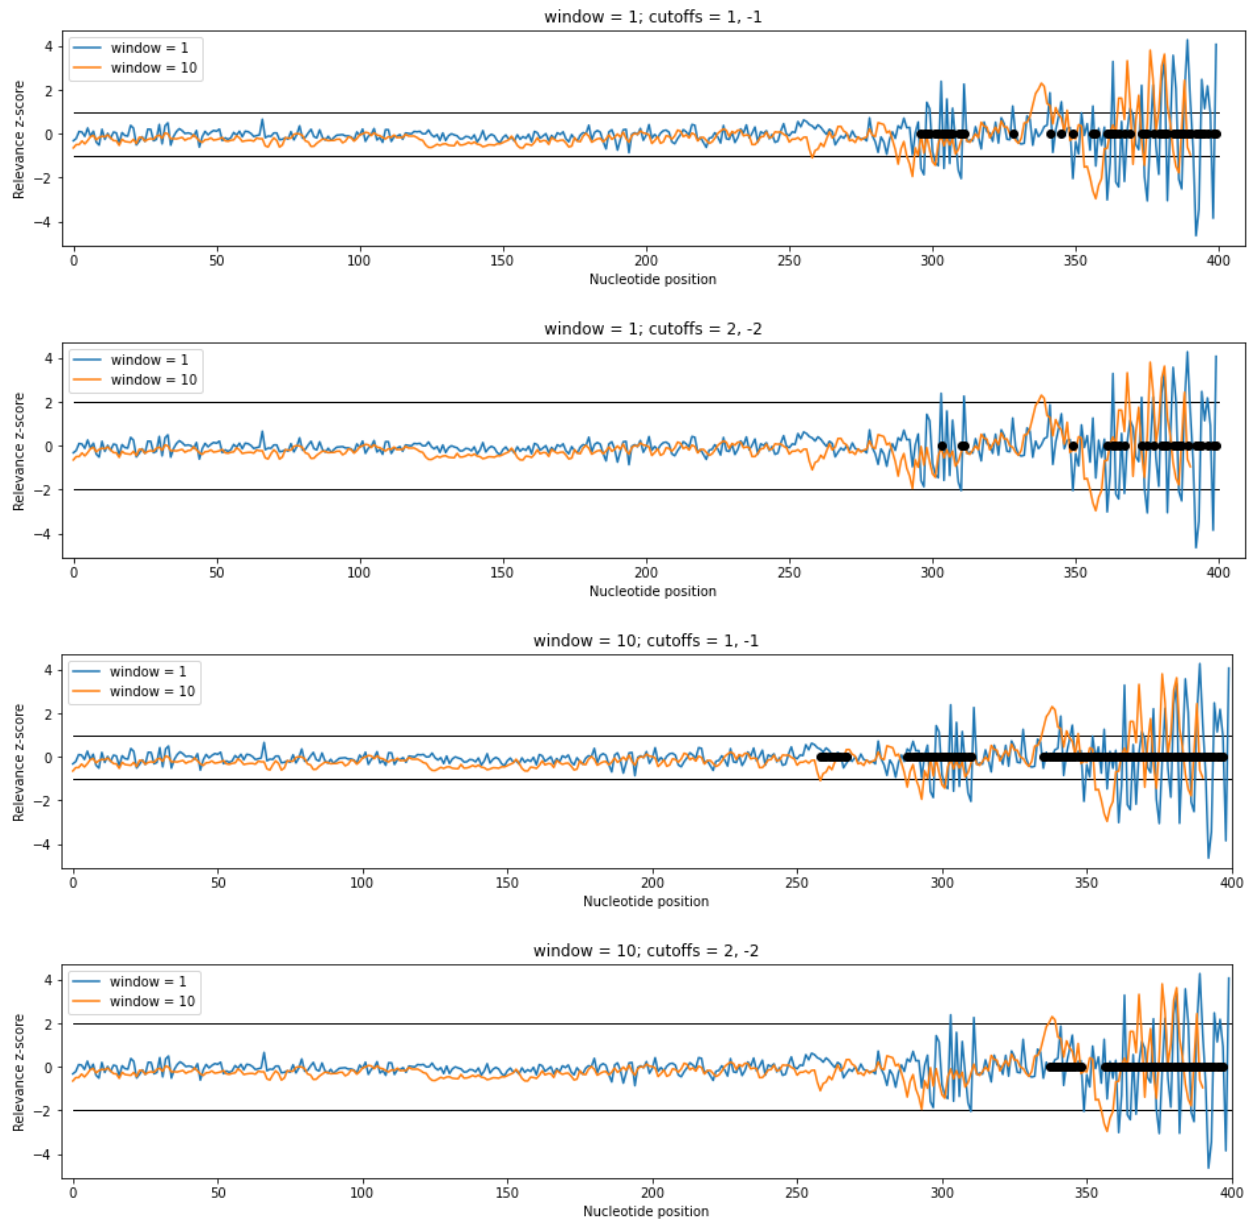 window = 1; cutoffs = 1, -1
window = 1
window = 10
4
2
0
−2
−4
Relevance z-score
0 50 100 150 200 250 300 350 400
Nucleotide position
window = 1; cutoffs = 2, -2
window = 1
window = 10
4
2
0
−2
−4
Relevance z-score
0 50 100 150 200 250 300 350 400
Nucleotide position
window = 10; cutoffs = 1, -1
window = 1
window = 10
4
2
0
−2
−4
Relevance z-score
0 50 100 150 200 250 300 350 400
Nucleotide position
window = 10; cutoffs = 2, -2
window = 1
window = 10
4
2
0
−2
−4
Relevance z-score
0 50 100 150 200 250 300 350 400
Nucleotide position